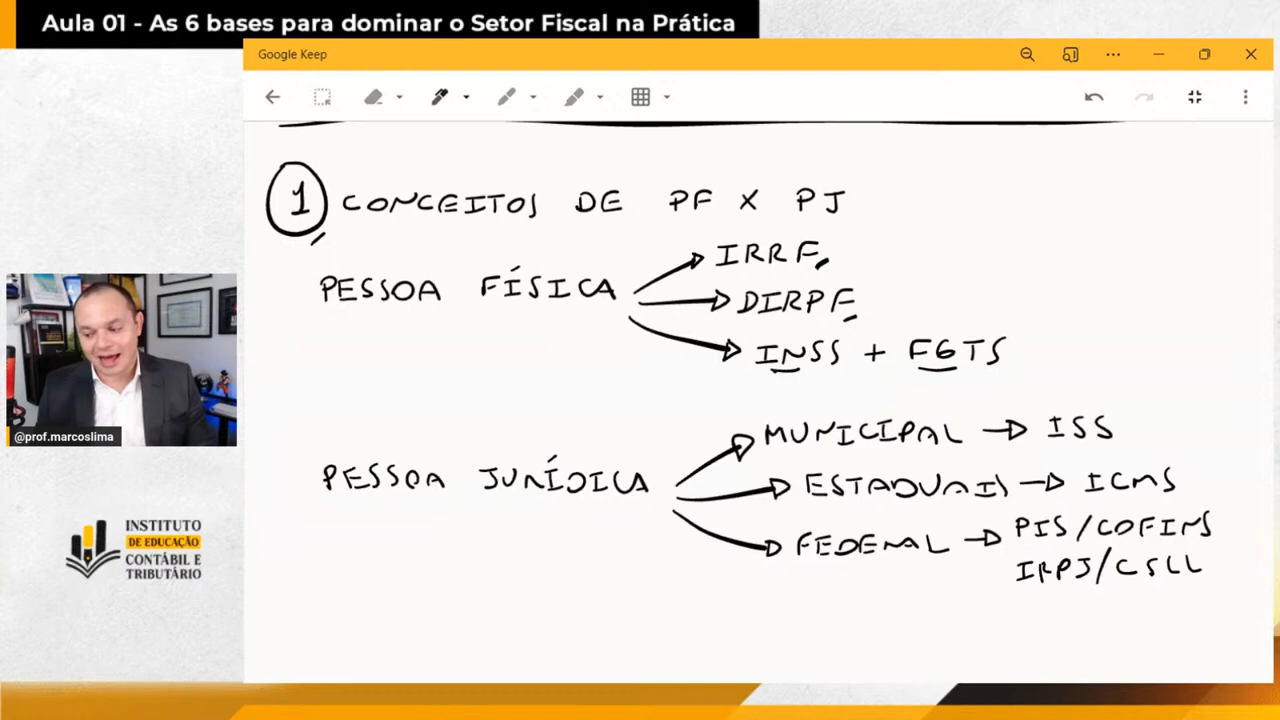 Aula 01 - As 6 bases para dominar o Setor Fiscal na Prática
Google Keep
1 CONCEITOS DE PF X PJ
PESSOA FÍSICA
IRRF
DIRPF
INSS + FGTS
PESSOA JURÍDICA
MUNICIPAL → ISS
ESTADUAIS → ICMS
FEDERAL → PIS/COFINS
IRPJ/CSLL
@prof.marcoslima
INSTITUTO
DE EDUCAÇÃO
CONTÁBIL E
TRIBUTÁRIO